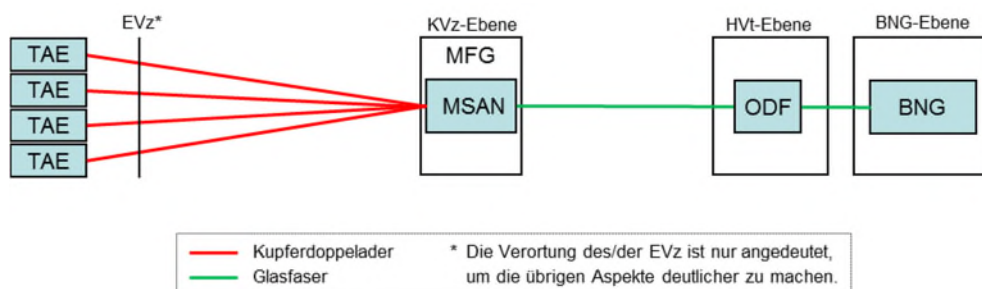 EVz*
KVz-Ebene
HVt-Ebene
BNG-Ebene
TAE
TAE
TAE
TAE
MFG
MSAN
ODF
BNG
Kupferdoppelader
Glasfaser
* Die Verortung des/der EVz ist nur angedeutet,
um die übrigen Aspekte deutlicher zu machen.